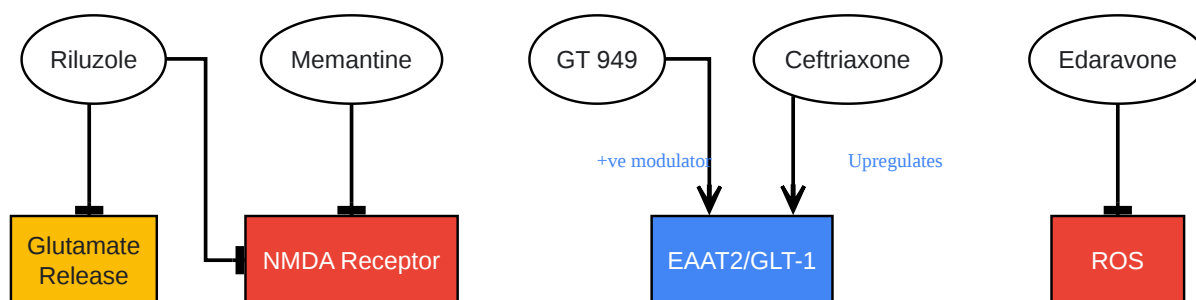 Riluzole
Memantine
GT 949
Ceftriaxone
Edaravone
+ve modulator
Upregulates
Glutamate
Release
NMDA Receptor
EAAT2/GLT-1
ROS